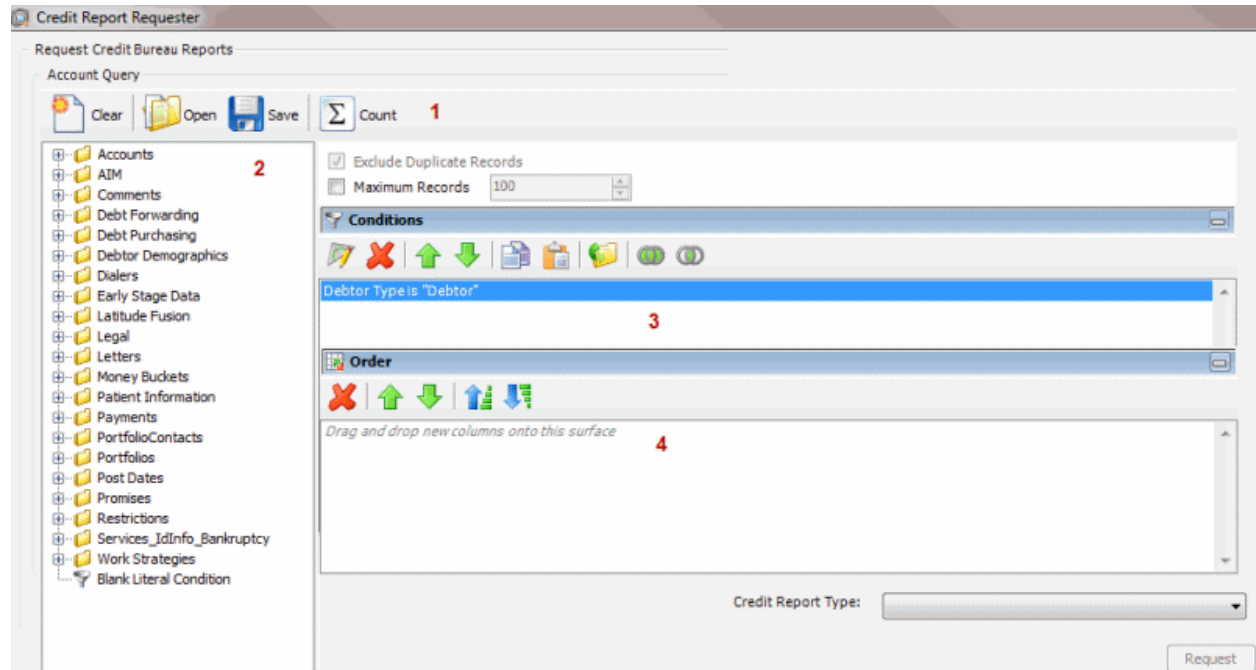 Credit Report Requester
Request Credit Bureau Reports
Account Query
Clear Open Save Σ Count 1
2
Accounts
AIM
Comments
Debt Forwarding
Debt Purchasing
Debtor Demographics
Dialers
Early Stage Data
Latitude Fusion
Legal
Letters
Money Buckets
Patient Information
Payments
PortfolioContacts
Portfolios
Post Dates
Promises
Restrictions
Services_IdInfo_Bankruptcy
Work Strategies
Blank Literal Condition
Exclude Duplicate Records
Maximum Records 100
Conditions
Debtor Type is "Debtor"
3
Order
Drag and drop new columns onto this surface
4
Credit Report Type:
Request